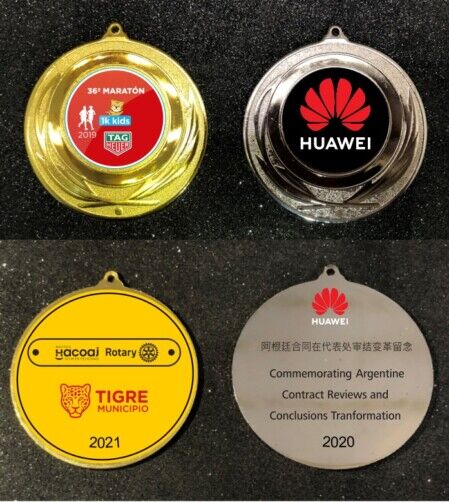 36º MARATÓN
1k kids
2019
TAG
HEUER
HUAWEI
Hacoaj
Rotary
TIGRE
MUNICIPIO
2021
HUAWEI
阿根廷合同在代表处审结变革留念
Commemorating Argentine
Contract Reviews and
Conclusions Tranformation
2020